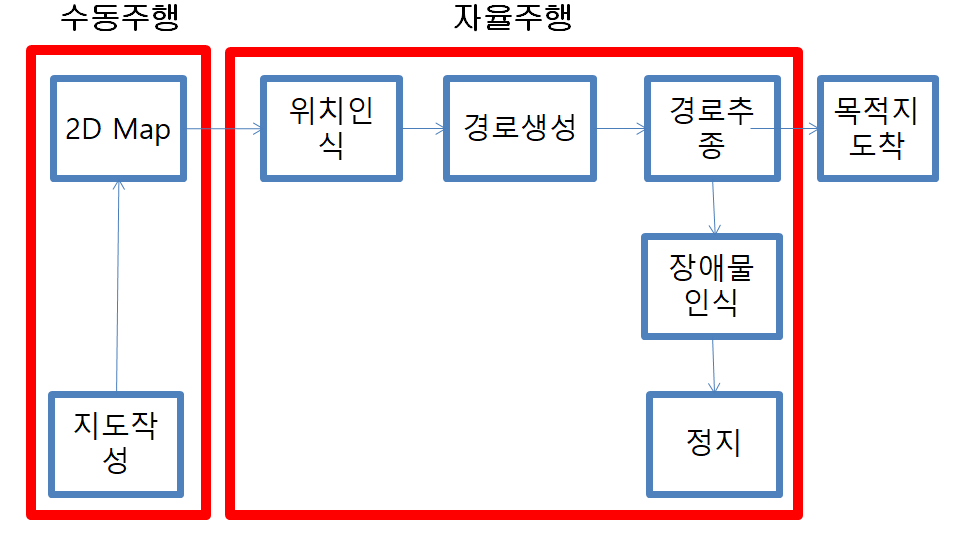 수동주행
자율주행
2D Map
위치인
식
경로생성
경로추
종
목적지
도착
장애물
인식
지도작
성
정지